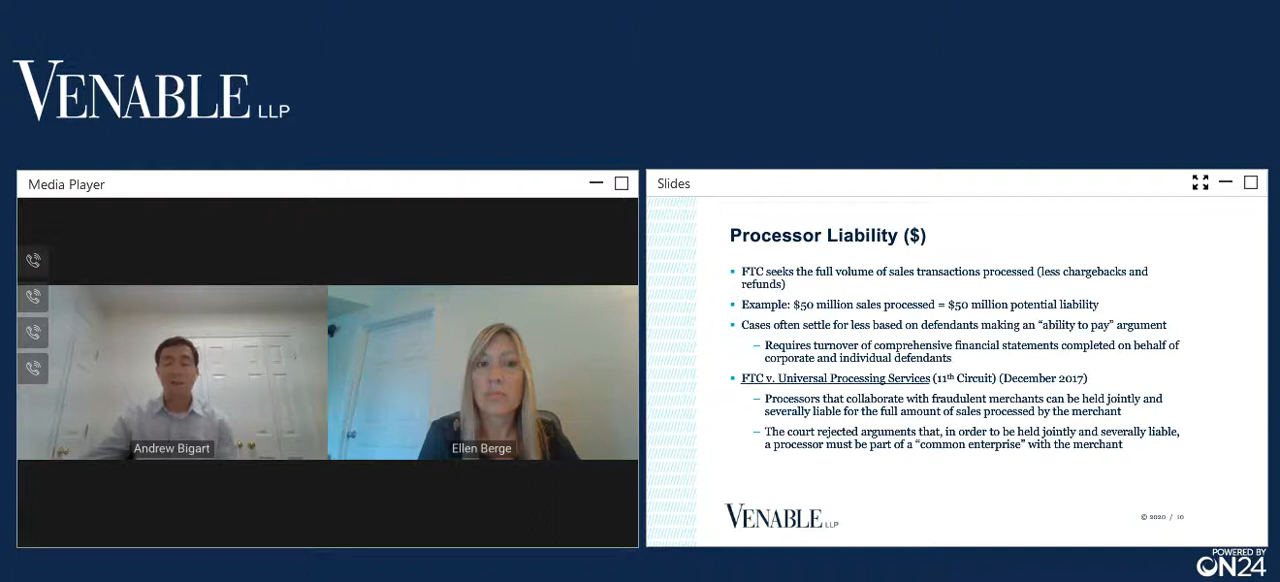 VENABLE LLP
Media Player
Andrew Bigart
Ellen Berge
Slides
Processor Liability ($)
▪ FTC seeks the full volume of sales transactions processed (less chargebacks and
refunds)
▪ Example: $50 million sales processed = $50 million potential liability
▪ Cases often settle for less based on defendants making an “ability to pay” argument
– Requires turnover of comprehensive financial statements completed on behalf of
corporate and individual defendants
▪ FTC v. Universal Processing Services (11th Circuit) (December 2017)
– Processors that collaborate with fraudulent merchants can be held jointly and
severally liable for the full amount of sales processed by the merchant
– The court rejected arguments that, in order to be held jointly and severally liable,
a processor must be part of a “common enterprise” with the merchant
VENABLE LLP
© 2020 / 10
POWERED BY
ON24